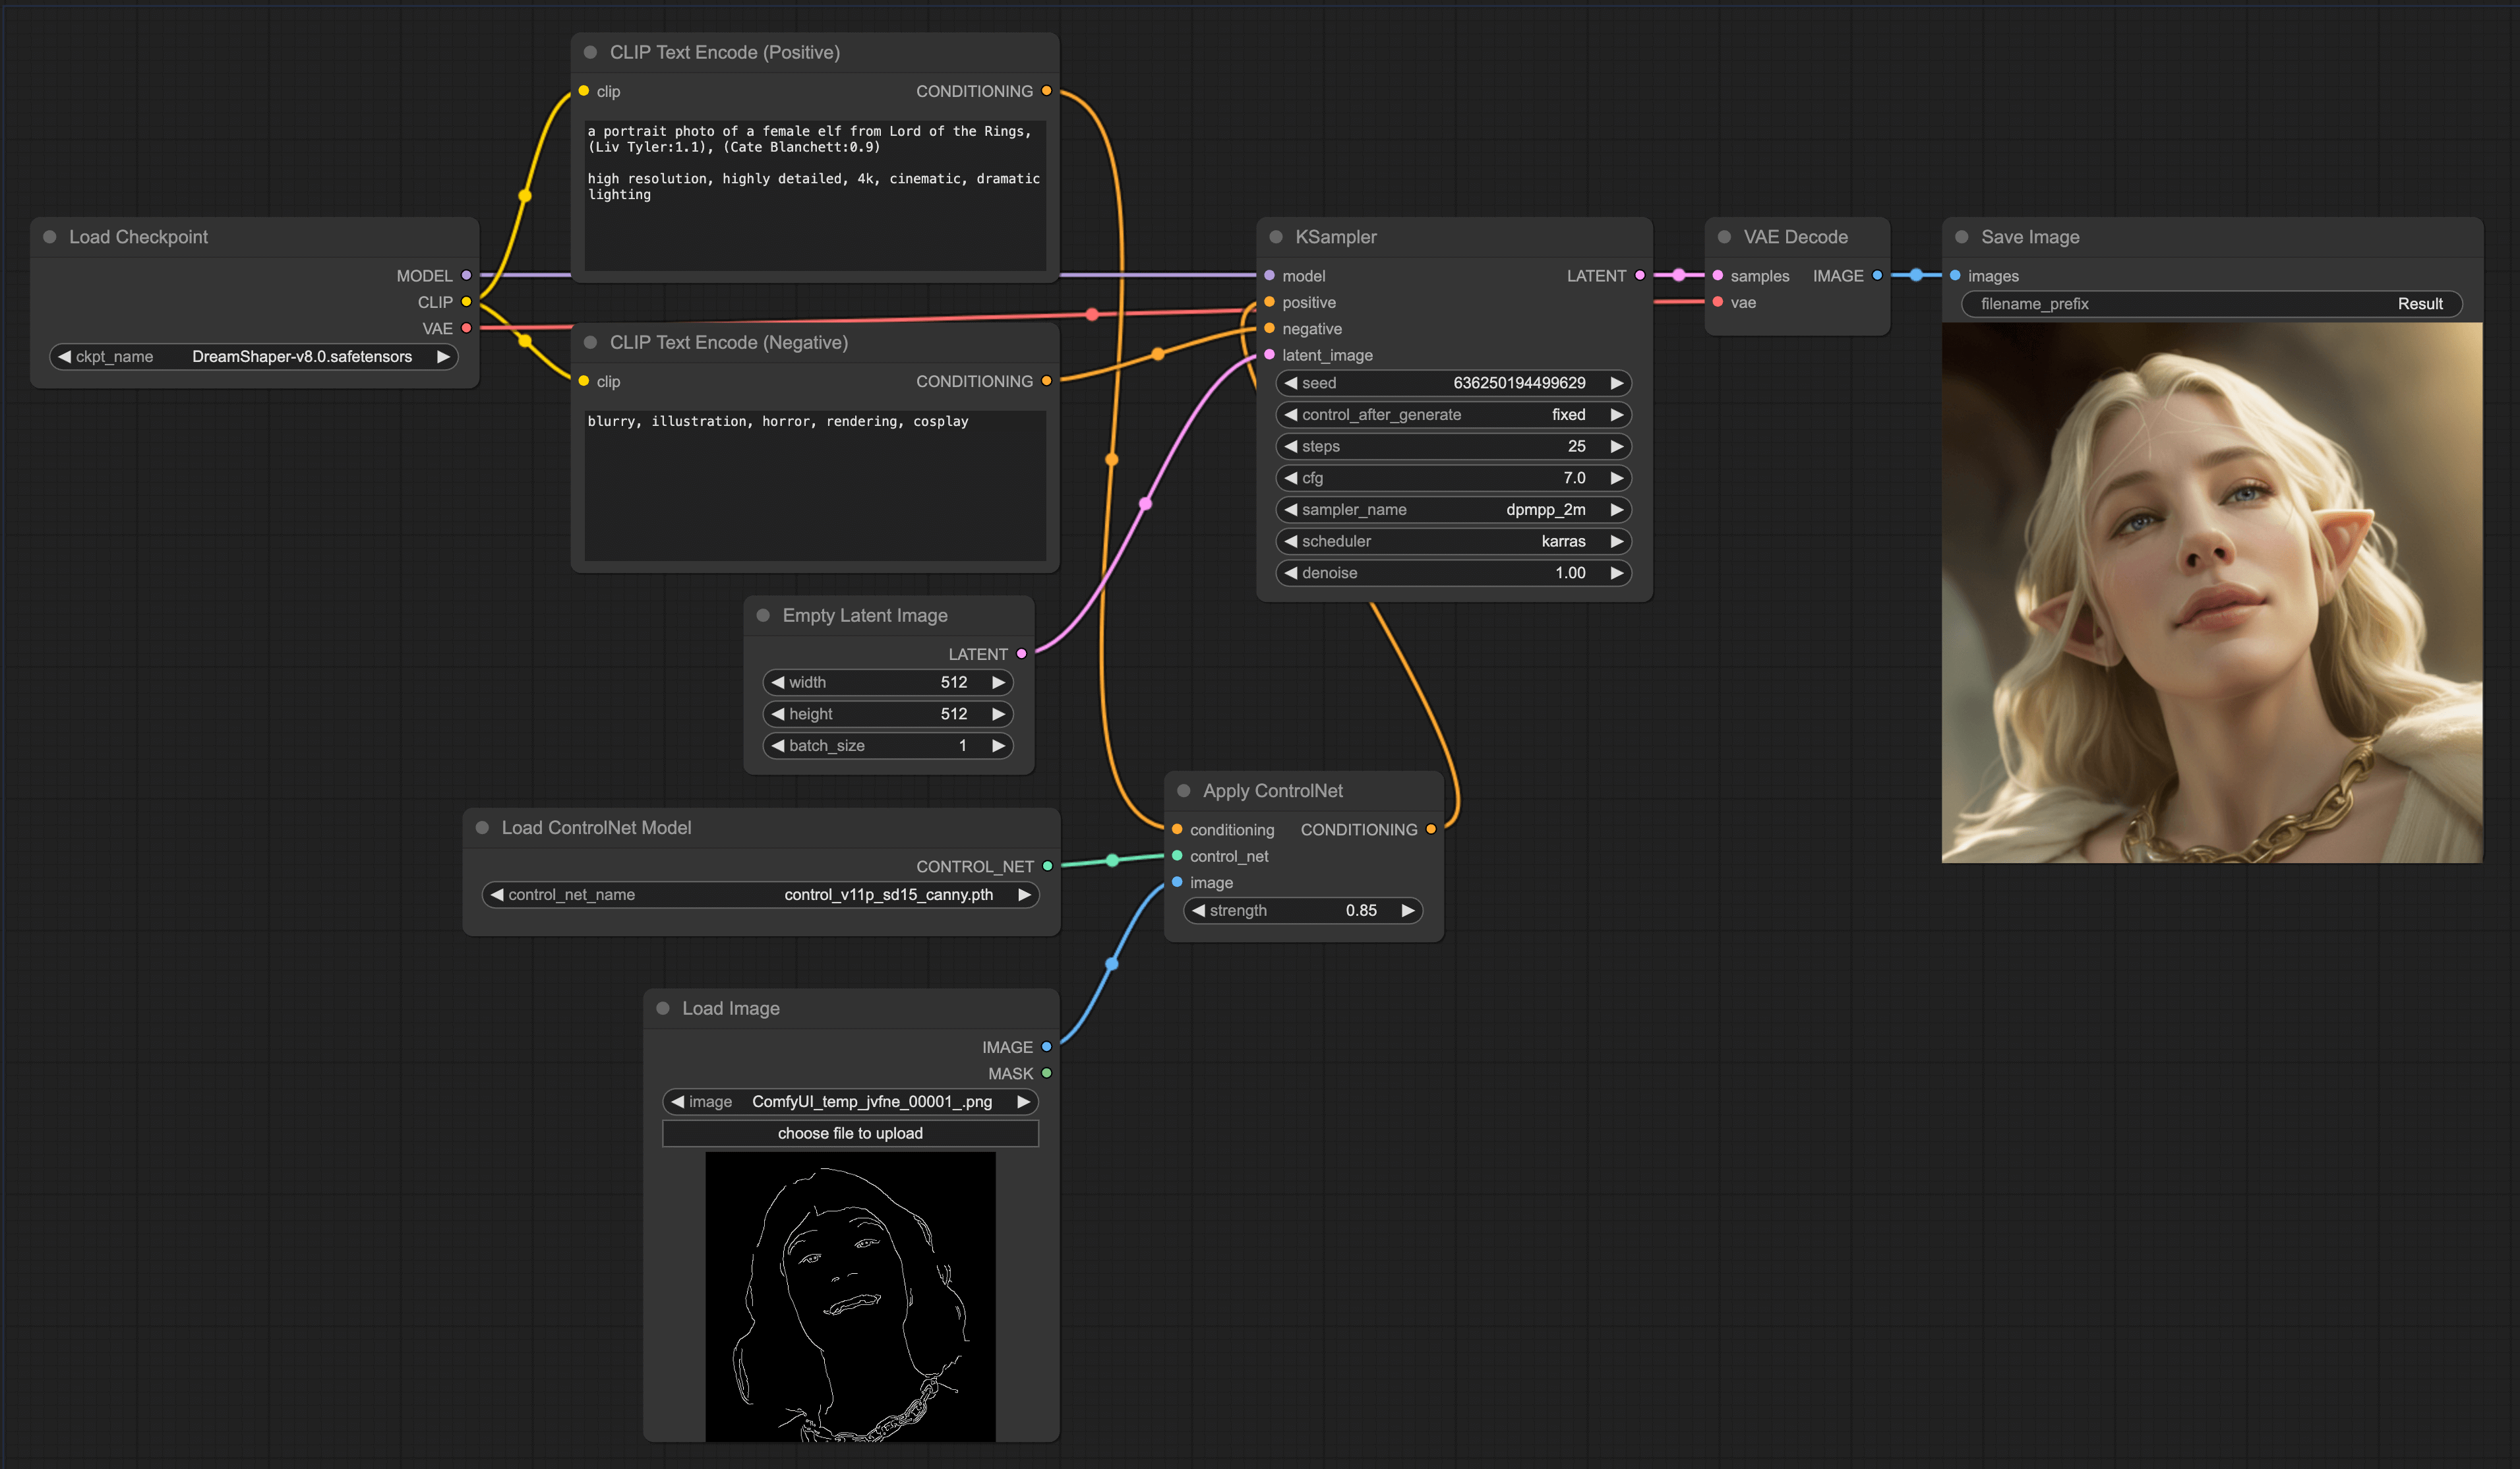 CLIP Text Encode (Positive)
clip CONDITIONING
a portrait photo of a female elf from Lord of the Rings,
(Liv Tyler:1.1), (Cate Blanchett:0.9)
high resolution, highly detailed, 4k, cinematic, dramatic
lighting
Load Checkpoint
MODEL
CLIP
VAE
ckpt_name DreamShaper-v8.0.safetensors
CLIP Text Encode (Negative)
clip CONDITIONING
blurry, illustration, horror, rendering, cosplay
KSampler
model LATENT
positive
negative
latent_image
seed 636250194499629
control_after_generate fixed
steps 25
cfg 7.0
sampler_name dpmpp_2m
scheduler karras
denoise 1.00
VAE Decode
samples IMAGE
vae
Save Image
images
filename_prefix Result
Empty Latent Image
LATENT
width 512
height 512
batch_size 1
Load ControlNet Model
CONTROL_NET
control_net_name control_v11p_sd15_canny.pth
Apply ControlNet
conditioning CONDITIONING
control_net
image
strength 0.85
Load Image
IMAGE
MASK
image ComfyUI_temp_jvfne_00001_.png
choose file to upload